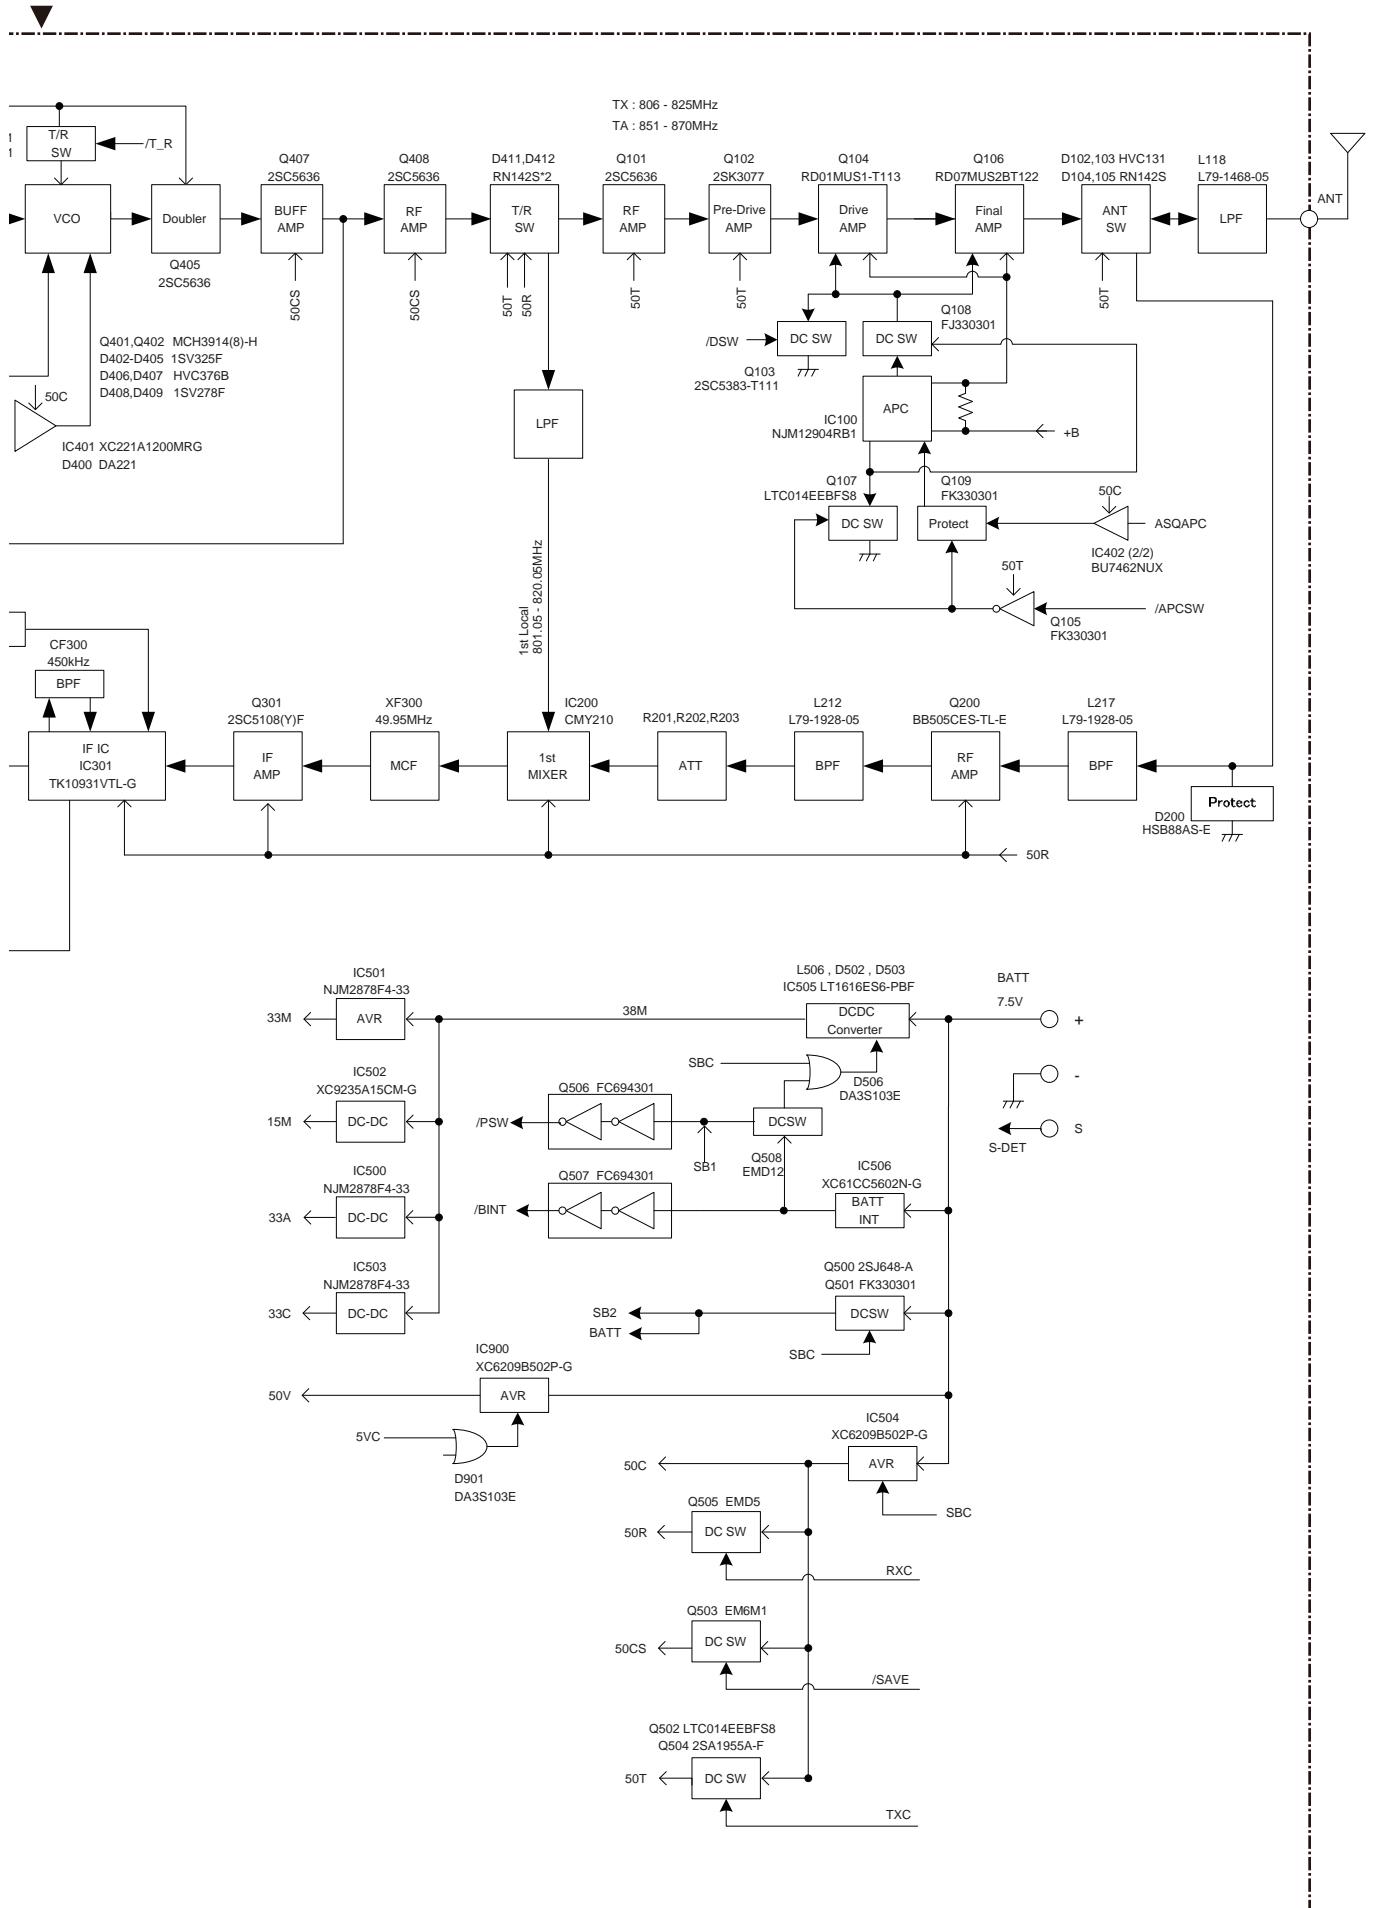 TX : 806 - 825MHz
TA : 851 - 870MHz
1
1
T/R
SW
/T_R
Q407
2SC5636
Q408
2SC5636
D411,D412
RN142S*2
Q101
2SC5636
Q102
2SK3077
Q104
RD01MUS1-T113
Q106
RD07MUS2BT122
D102,103 HVC131
D104,105 RN142S
L118
L79-1468-05
ANT
VCO
Doubler
BUFF
AMP
RF
AMP
T/R
SW
RF
AMP
Pre-Drive
AMP
Drive
AMP
Final
AMP
ANT
SW
LPF
Q405
2SC5636
50CS
50CS
50T
50R
50T
50T
50T
Q108
FJ330301
/DSW
DC SW
DC SW
Q103
2SC5383-T111
Q401,Q402 MCH3914(8)-H
D402-D405 1SV325F
D406,D407 HVC376B
D408,D409 1SV278F
50C
IC401 XC221A1200MRG
D400 DA221
LPF
APC
IC100
NJM12904RB1
+B
Q107
LTC014EEBFS8
Q109
FK330301
50C
DC SW
Protect
ASQAPC
IC402 (2/2)
BU7462NUX
50T
/APCSW
Q105
FK330301
1st Local
801.05 - 820.05MHz
CF300
450kHz
BPF
Q301
2SC5108(Y)F
XF300
49.95MHz
IC200
CMY210
R201,R202,R203
L212
L79-1928-05
Q200
BB505CES-TL-E
L217
L79-1928-05
IF IC
IC301
TK10931VTL-G
IF
AMP
MCF
1st
MIXER
ATT
BPF
RF
AMP
BPF
Protect
D200
HSB88AS-E
50R
IC501
NJM2878F4-33
L506 , D502 , D503
IC505 LT1616ES6-PBF
BATT
7.5V
33M
AVR
38M
DCDC
Converter
+
SBC
D506
DA3S103E
-
IC502
XC9235A15CM-G
Q506 FC694301
15M
DC-DC
/PSW
DCSW
S
S-DET
SB1
Q508
EMD12
IC506
XC61CC5602N-G
IC500
NJM2878F4-33
Q507 FC694301
33A
DC-DC
/BINT
BATT
INT
IC503
NJM2878F4-33
Q500 2SJ648-A
Q501 FK330301
33C
DC-DC
SB2
BATT
DCSW
SBC
IC900
XC6209B502P-G
50V
AVR
5VC
D901
DA3S103E
IC504
XC6209B502P-G
50C
AVR
SBC
Q505 EMD5
50R
DC SW
RXC
Q503 EM6M1
50CS
DC SW
/SAVE
Q502 LTC014EEBFS8
Q504 2SA1955A-F
50T
DC SW
TXC